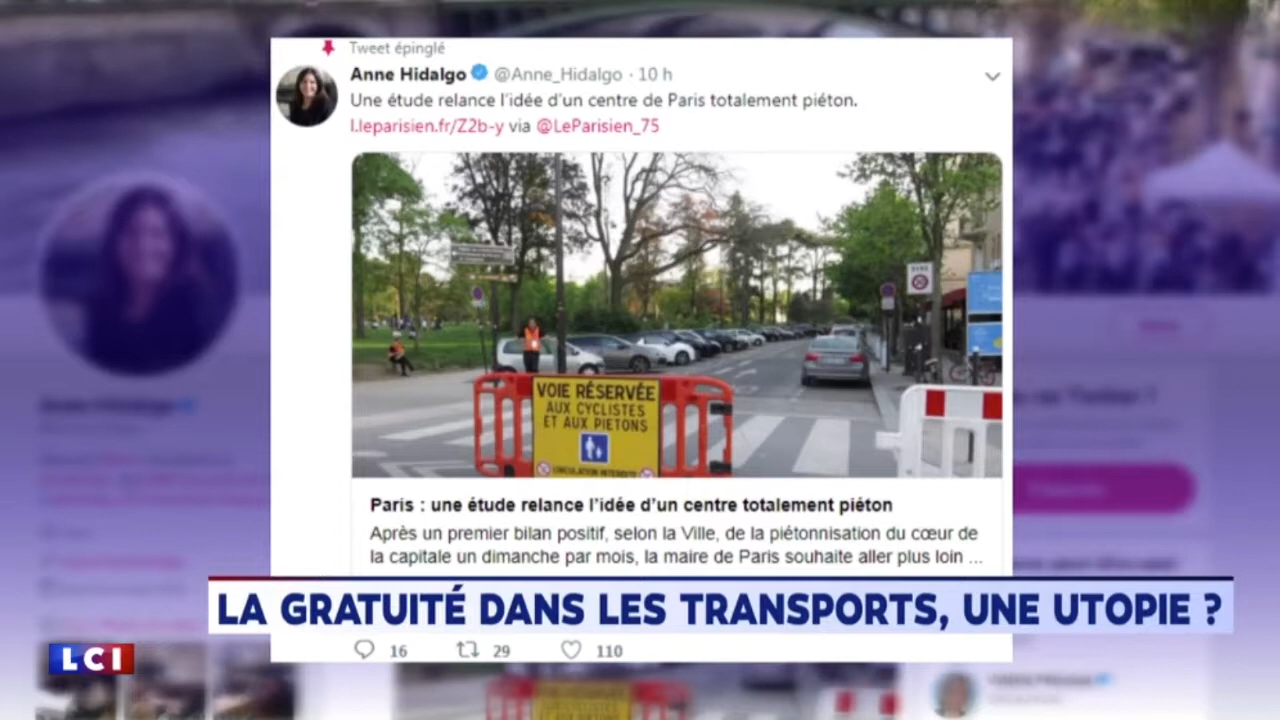 Tweet épinglé
Anne Hidalgo @Anne_Hidalgo · 10 h
Une étude relance l'idée d'un centre de Paris totalement piéton.
l.leparisien.fr/Z2b-y via @LeParisien_75
VOIE RÉSERVÉE
AUX CYCLISTES
ET AUX PIETONS
CIRCULATION INTERDITE
Paris : une étude relance l'idée d'un centre totalement piéton
Après un premier bilan positif, selon la Ville, de la piétonnisation du cœur de
la capitale un dimanche par mois, la maire de Paris souhaite aller plus loin ...
LA GRATUITÉ DANS LES TRANSPORTS, UNE UTOPIE ?
16 29 110
LCI